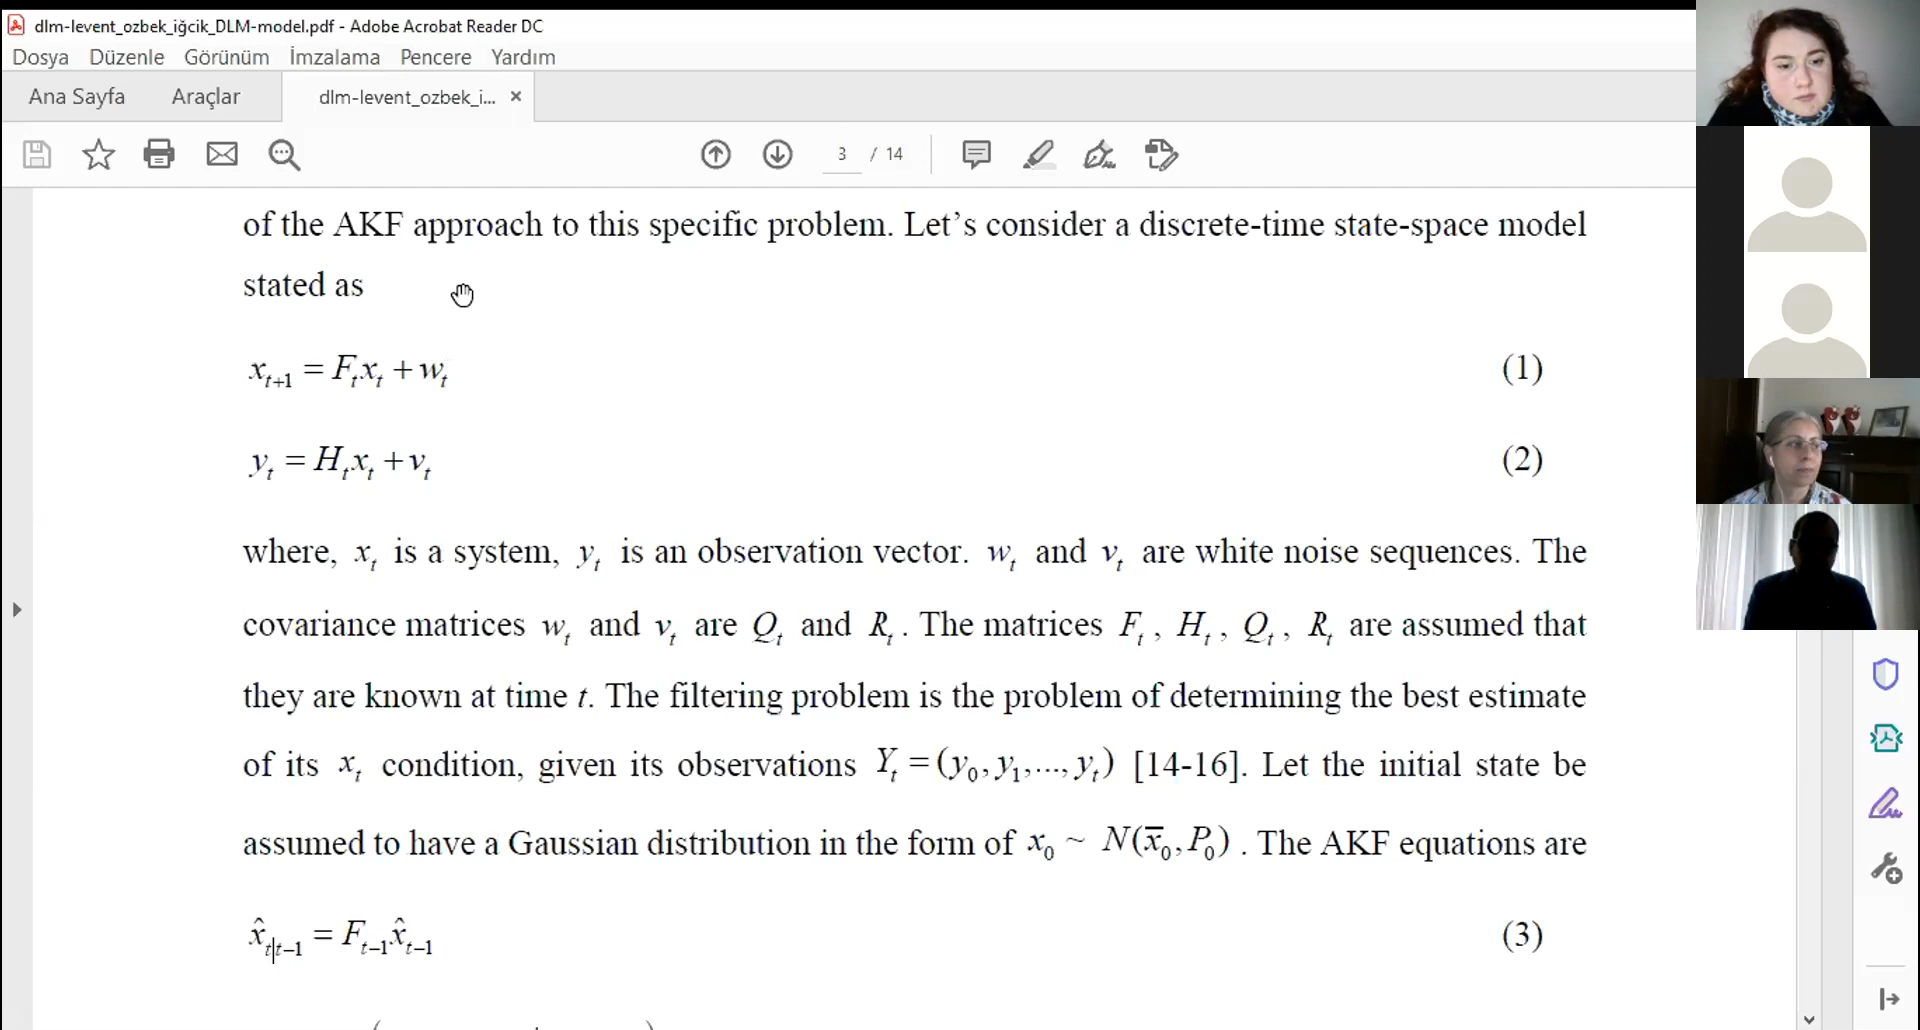 dlm-levent_ozbek_iğcik_DLM-model.pdf - Adobe Acrobat Reader DC
Dosya Düzenle Görünüm İmzalama Pencere Yardım
Ana Sayfa Araçlar dlm-levent_ozbek_i... ×
3 / 14
of the AKF approach to this specific problem. Let’s consider a discrete-time state-space model
stated as
x_{t+1} = F_t x_t + w_t (1)
y_t = H_t x_t + v_t (2)
where, x_t is a system, y_t is an observation vector. w_t and v_t are white noise sequences. The
covariance matrices w_t and v_t are Q_t and R_t. The matrices F_t, H_t, Q_t, R_t are assumed that
they are known at time t. The filtering problem is the problem of determining the best estimate
of its x_t condition, given its observations Y_t = (y_0, y_1, ..., y_t) [14-16]. Let the initial state be
assumed to have a Gaussian distribution in the form of x_0 ~ N(x̅_0, P_0). The AKF equations are
x̂_{t|t−1} = F_{t−1} x̂_{t−1} (3)